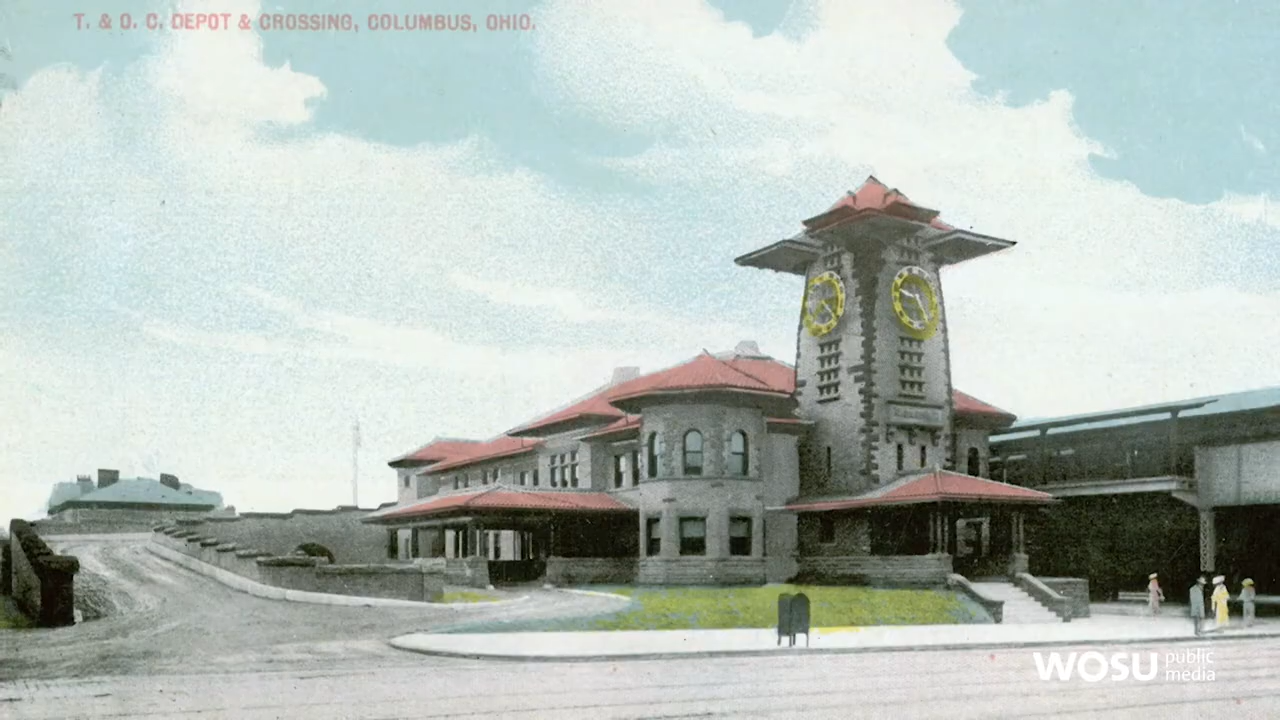 T. & O. C. DEPOT & CROSSING, COLUMBUS, OHIO.
WOSU public
media